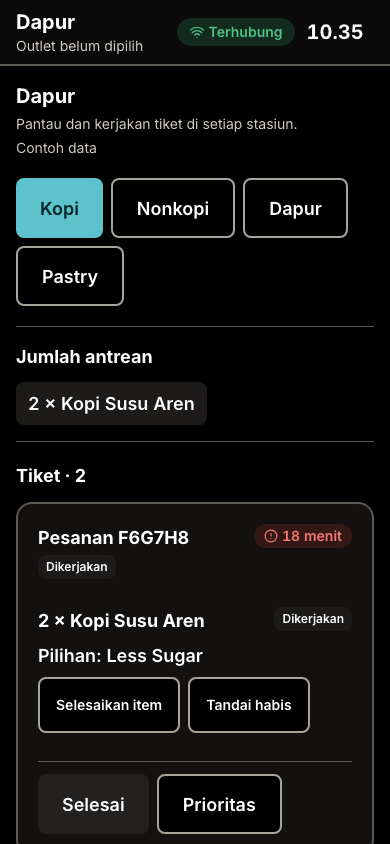 Dapur
Outlet belum dipilih
Terhubung
10.35
Dapur
Pantau dan kerjakan tiket di setiap stasiun.
Contoh data
Kopi
Nonkopi
Dapur
Pastry
Jumlah antrean
2 × Kopi Susu Aren
Tiket · 2
Pesanan F6G7H8
18 menit
Dikerjakan
2 × Kopi Susu Aren
Dikerjakan
Pilihan: Less Sugar
Selesaikan item
Tandai habis
Selesai
Prioritas